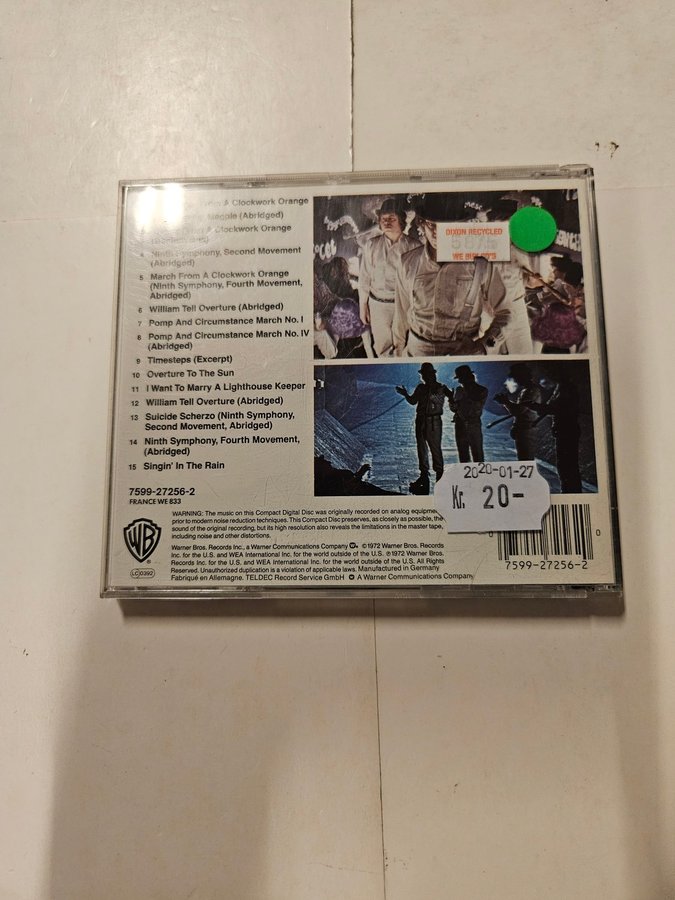 From A Clockwork Orange
(Abridged)
A Clockwork Orange
4 Ninth Symphony, Second Movement
(Abridged)
5 March From A Clockwork Orange
(Ninth Symphony, Fourth Movement,
Abridged)
6 William Tell Overture (Abridged)
7 Pomp And Circumstance March No. I
8 Pomp And Circumstance March No. IV
(Abridged)
9 Timesteps (Excerpt)
10 Overture To The Sun
11 I Want To Marry A Lighthouse Keeper
12 William Tell Overture (Abridged)
13 Suicide Scherzo (Ninth Symphony,
Second Movement, Abridged)
14 Ninth Symphony, Fourth Movement,
(Abridged)
15 Singin' In The Rain
7599-27256-2
FRANCE WE 833
DIXON RECYCLED
WE BUY CD'S
2020-01-27
Kr. 20-
WB
LC 0392
WARNING: The music on this Compact Digital Disc was originally recorded on analog equipme
prior to modern noise reduction techniques. This Compact Disc preserves, as closely as possible, the
sound of the original recording, but its high resolution also reveals the limitations in the master tape,
including noise and other distortions.
Warner Bros. Records Inc., a Warner Communications Company ©1972 Warner Bros. Records
Inc. for the U.S. and WEA International Inc. for the world outside of the U.S. ℗1972 Warner Bros.
Records Inc. for the U.S. and WEA International Inc. for the world outside of the U.S. All Rights
Reserved. Unauthorized duplication is a violation of applicable laws. Manufactured in Germany
Fabriqué en Allemagne. TELDEC Record Service GmbH A Warner Communications Company
0
7599-27256-2